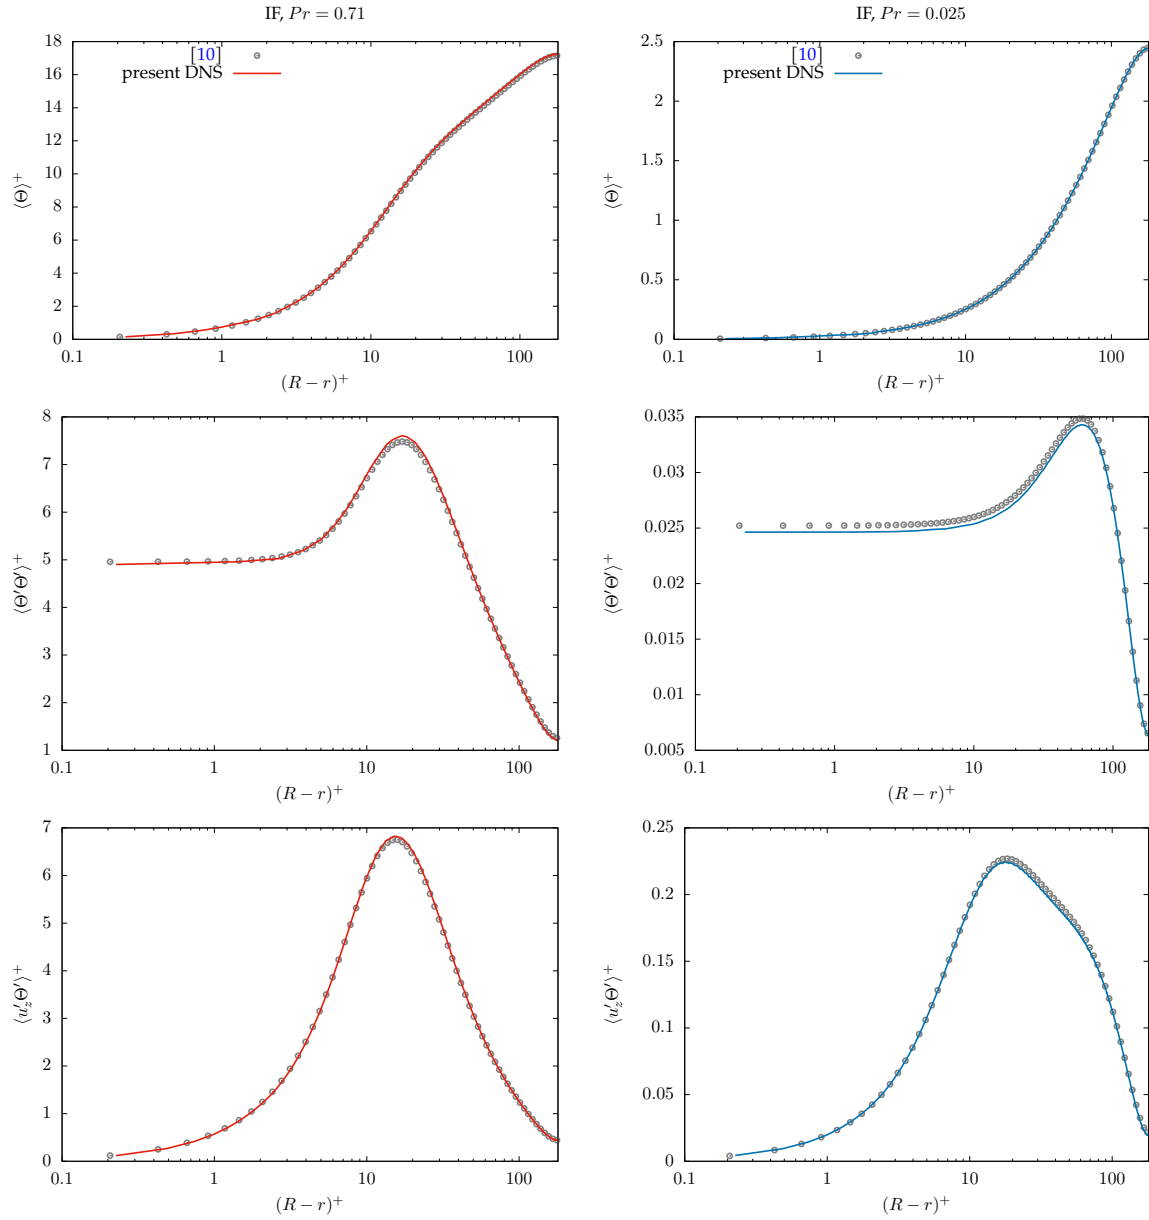 IF, Pr = 0.71
18
16
14
12
10
8
6
4
2
0
⟨Θ⟩⁺
[10]
present DNS
0.1 1 10 100
(R − r)⁺
IF, Pr = 0.025
2.5
2
1.5
1
0.5
0
⟨Θ⟩⁺
[10]
present DNS
0.1 1 10 100
(R − r)⁺
8
7
6
5
4
3
2
1
⟨Θ′Θ′⟩⁺
0.1 1 10 100
(R − r)⁺
0.035
0.03
0.025
0.02
0.015
0.01
0.005
⟨Θ′Θ′⟩⁺
0.1 1 10 100
(R − r)⁺
7
6
5
4
3
2
1
0
⟨u′zΘ′⟩⁺
0.1 1 10 100
(R − r)⁺
0.25
0.2
0.15
0.1
0.05
0
⟨u′zΘ′⟩⁺
0.1 1 10 100
(R − r)⁺